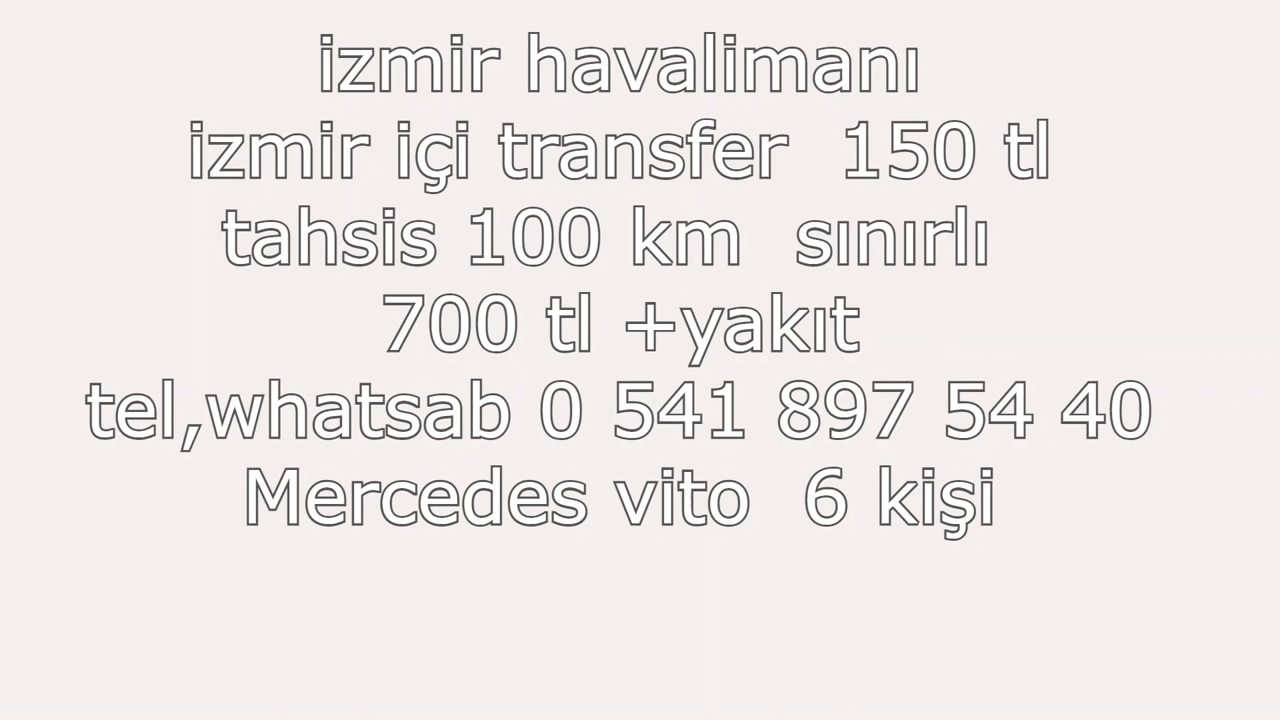 izmir havalimanı
izmir içi transfer  150 tl
tahsis 100 km  sınırlı
700 tl +yakıt
tel,whatsab 0 541 897 54 40
Mercedes vito  6 kişi